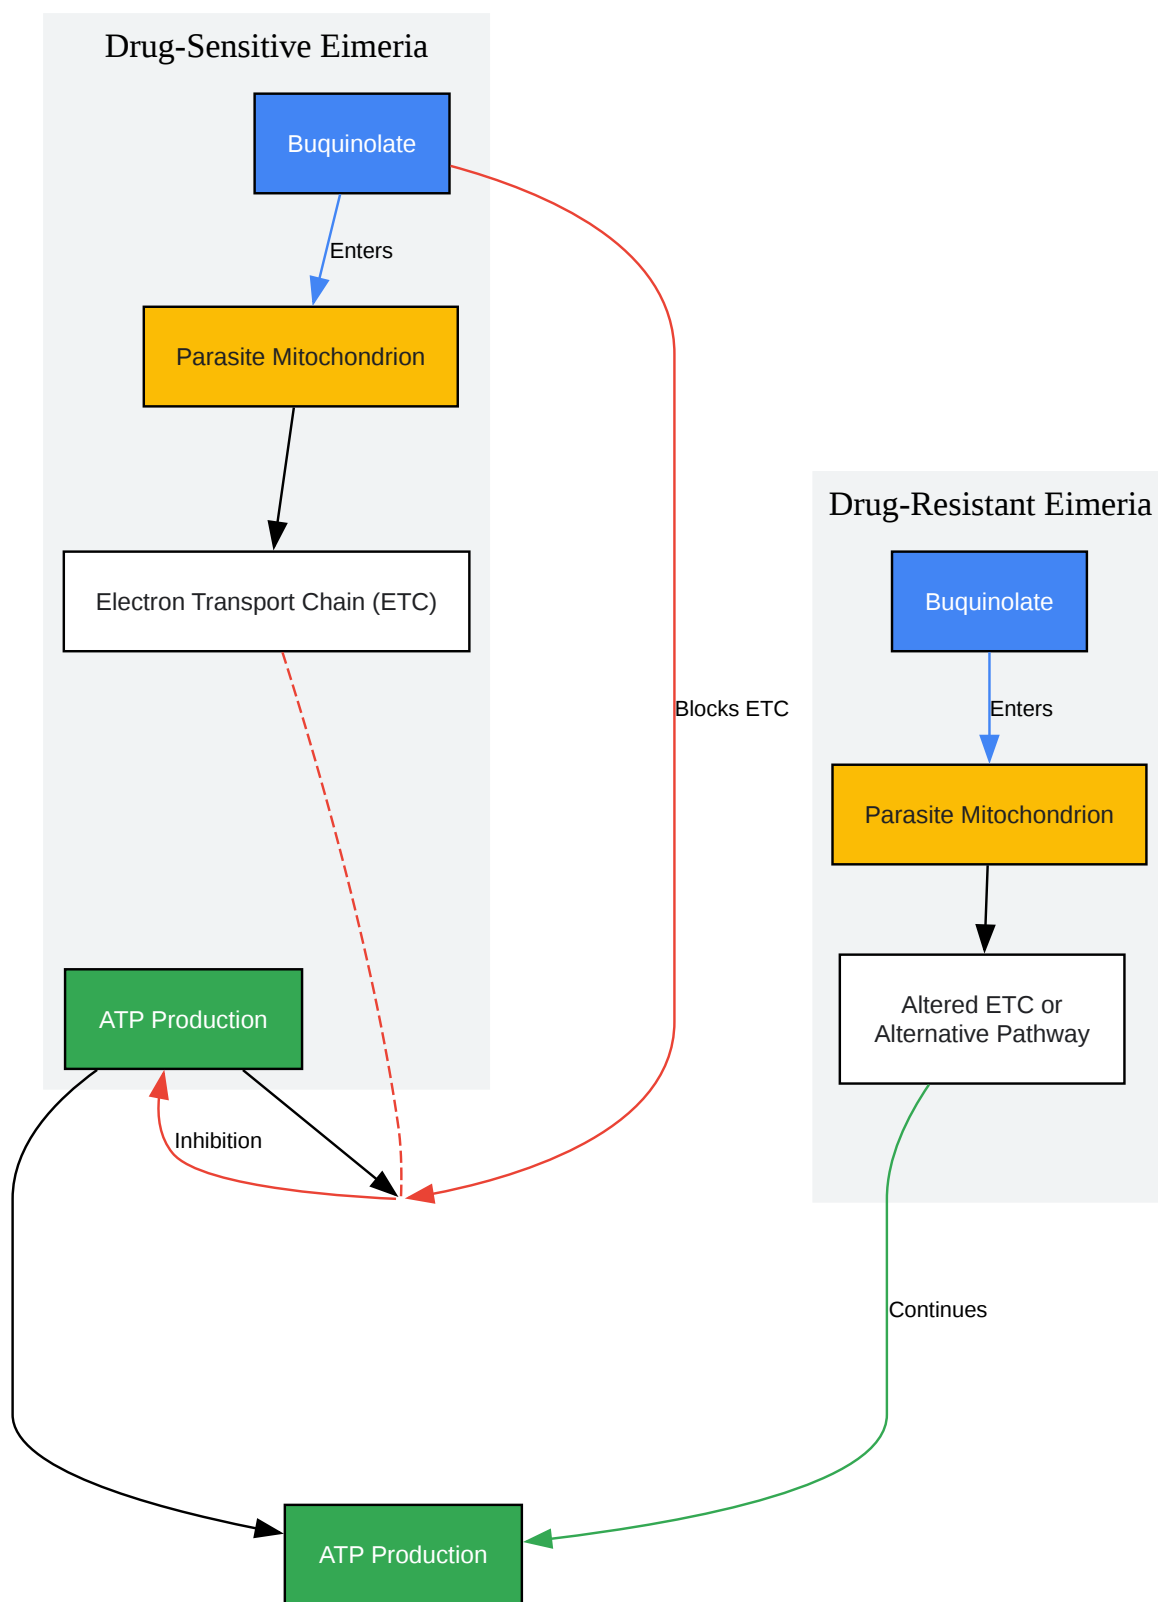 Drug-Sensitive Eimeria
Buquinolate
Enters
Parasite Mitochondrion
Electron Transport Chain (ETC)
Blocks ETC
ATP Production
Inhibition
Drug-Resistant Eimeria
Buquinolate
Enters
Parasite Mitochondrion
Altered ETC or
Alternative Pathway
Continues
ATP Production